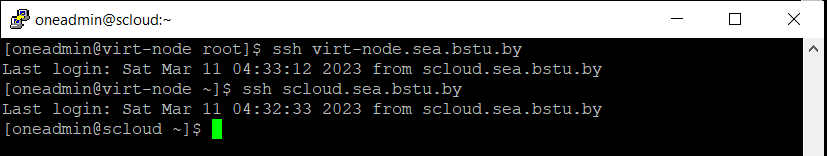 oneadmin@scloud:~
[oneadmin@virt-node root]$ ssh virt-node.sea.bstu.by
Last login: Sat Mar 11 04:33:12 2023 from scloud.sea.bstu.by
[oneadmin@virt-node ~]$ ssh scloud.sea.bstu.by
Last login: Sat Mar 11 04:32:33 2023 from scloud.sea.bstu.by
[oneadmin@scloud ~]$